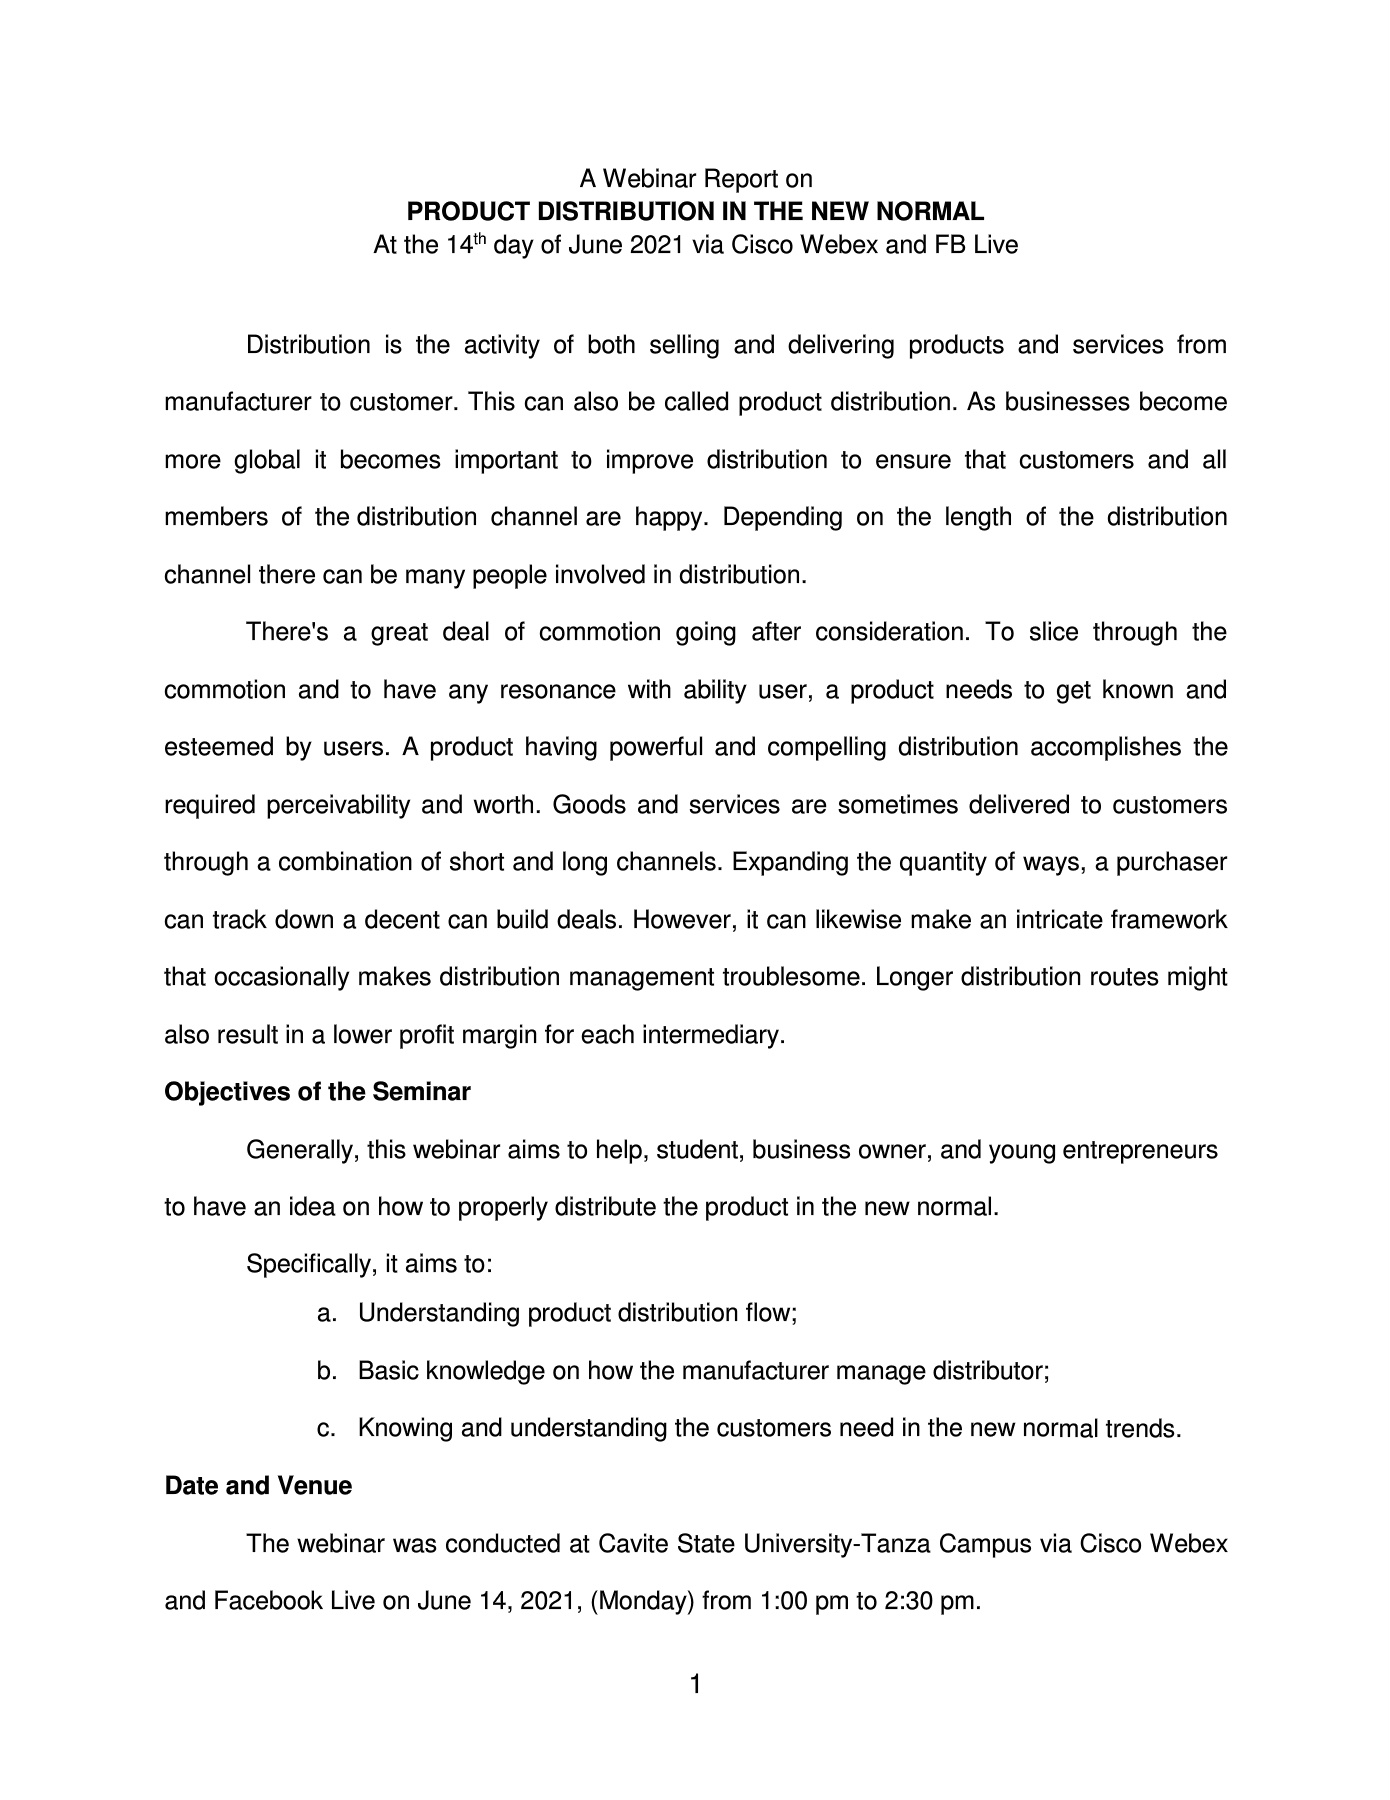 A Webinar Report on
PRODUCT DISTRIBUTION IN THE NEW NORMAL
At the 14th day of June 2021 via Cisco Webex and FB Live
Distribution is the activity of both selling and delivering products and services from
manufacturer to customer. This can also be called product distribution. As businesses become
more global it becomes important to improve distribution to ensure that customers and all
members of the distribution channel are happy. Depending on the length of the distribution
channel there can be many people involved in distribution.
There's a great deal of commotion going after consideration. To slice through the
commotion and to have any resonance with ability user, a product needs to get known and
esteemed by users. A product having powerful and compelling distribution accomplishes the
required perceivability and worth. Goods and services are sometimes delivered to customers
through a combination of short and long channels. Expanding the quantity of ways, a purchaser
can track down a decent can build deals. However, it can likewise make an intricate framework
that occasionally makes distribution management troublesome. Longer distribution routes might
also result in a lower profit margin for each intermediary.
Objectives of the Seminar
Generally, this webinar aims to help, student, business owner, and young entrepreneurs
to have an idea on how to properly distribute the product in the new normal.
Specifically, it aims to:
a. Understanding product distribution flow;
b. Basic knowledge on how the manufacturer manage distributor;
c. Knowing and understanding the customers need in the new normal trends.
Date and Venue
The webinar was conducted at Cavite State University-Tanza Campus via Cisco Webex
and Facebook Live on June 14, 2021, (Monday) from 1:00 pm to 2:30 pm.
1